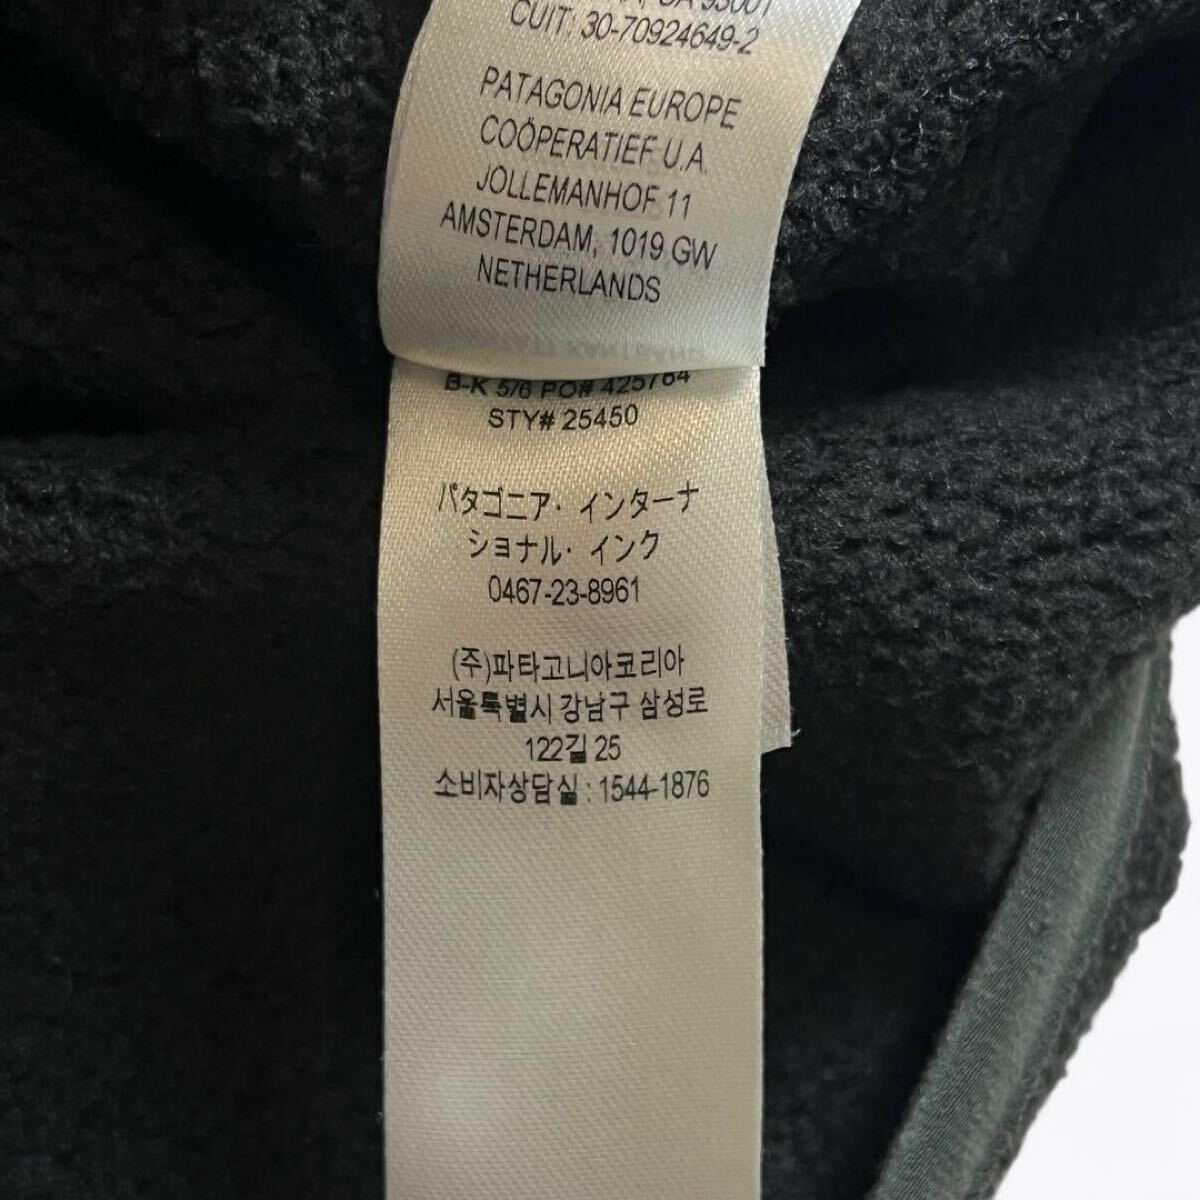 CA 93001
CUIT: 30-70924649-2
PATAGONIA EUROPE
COÖPERATIEF U.A.
JOLLEMANHOF 11
AMSTERDAM, 1019 GW
NETHERLANDS
B-K 5/6 PO# 425764
STY# 25450
パタゴニア・インターナ
ショナル・インク
0467-23-8961
(주)파타고니아코리아
서울특별시 강남구 삼성로
122길 25
소비자상담실 : 1544-1876